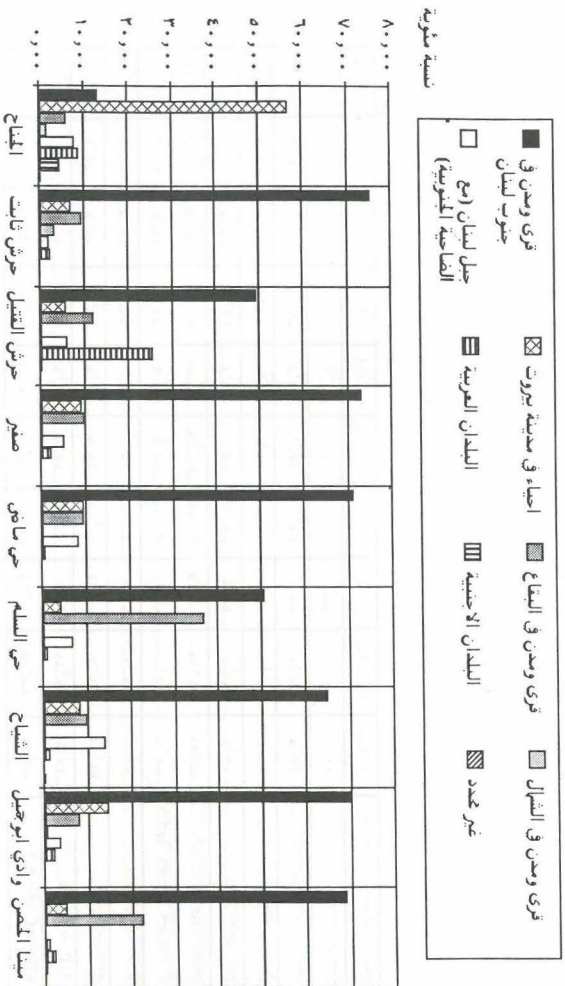 نسبة مئوية
قرى ومدن في جنوب لبنان
احياء في مدينة بيروت
قرى ومدن في البقاع
قرى ومدن في الشمال
جبل لبنان (مع الضاحية الجنوبية)
البلدان العربية
البلدان الاجنبية
غير محدد
٨٠,٠٠
٧٠,٠٠
٦٠,٠٠
٥٠,٠٠
٤٠,٠٠
٣٠,٠٠
٢٠,٠٠
١٠,٠٠
٠,٠٠
الجناح
حرش ثابت
حرش القتيل
صفير
حي ماضي
حي السلم
الشياح
وادي ابو جميل
مينا الحصن